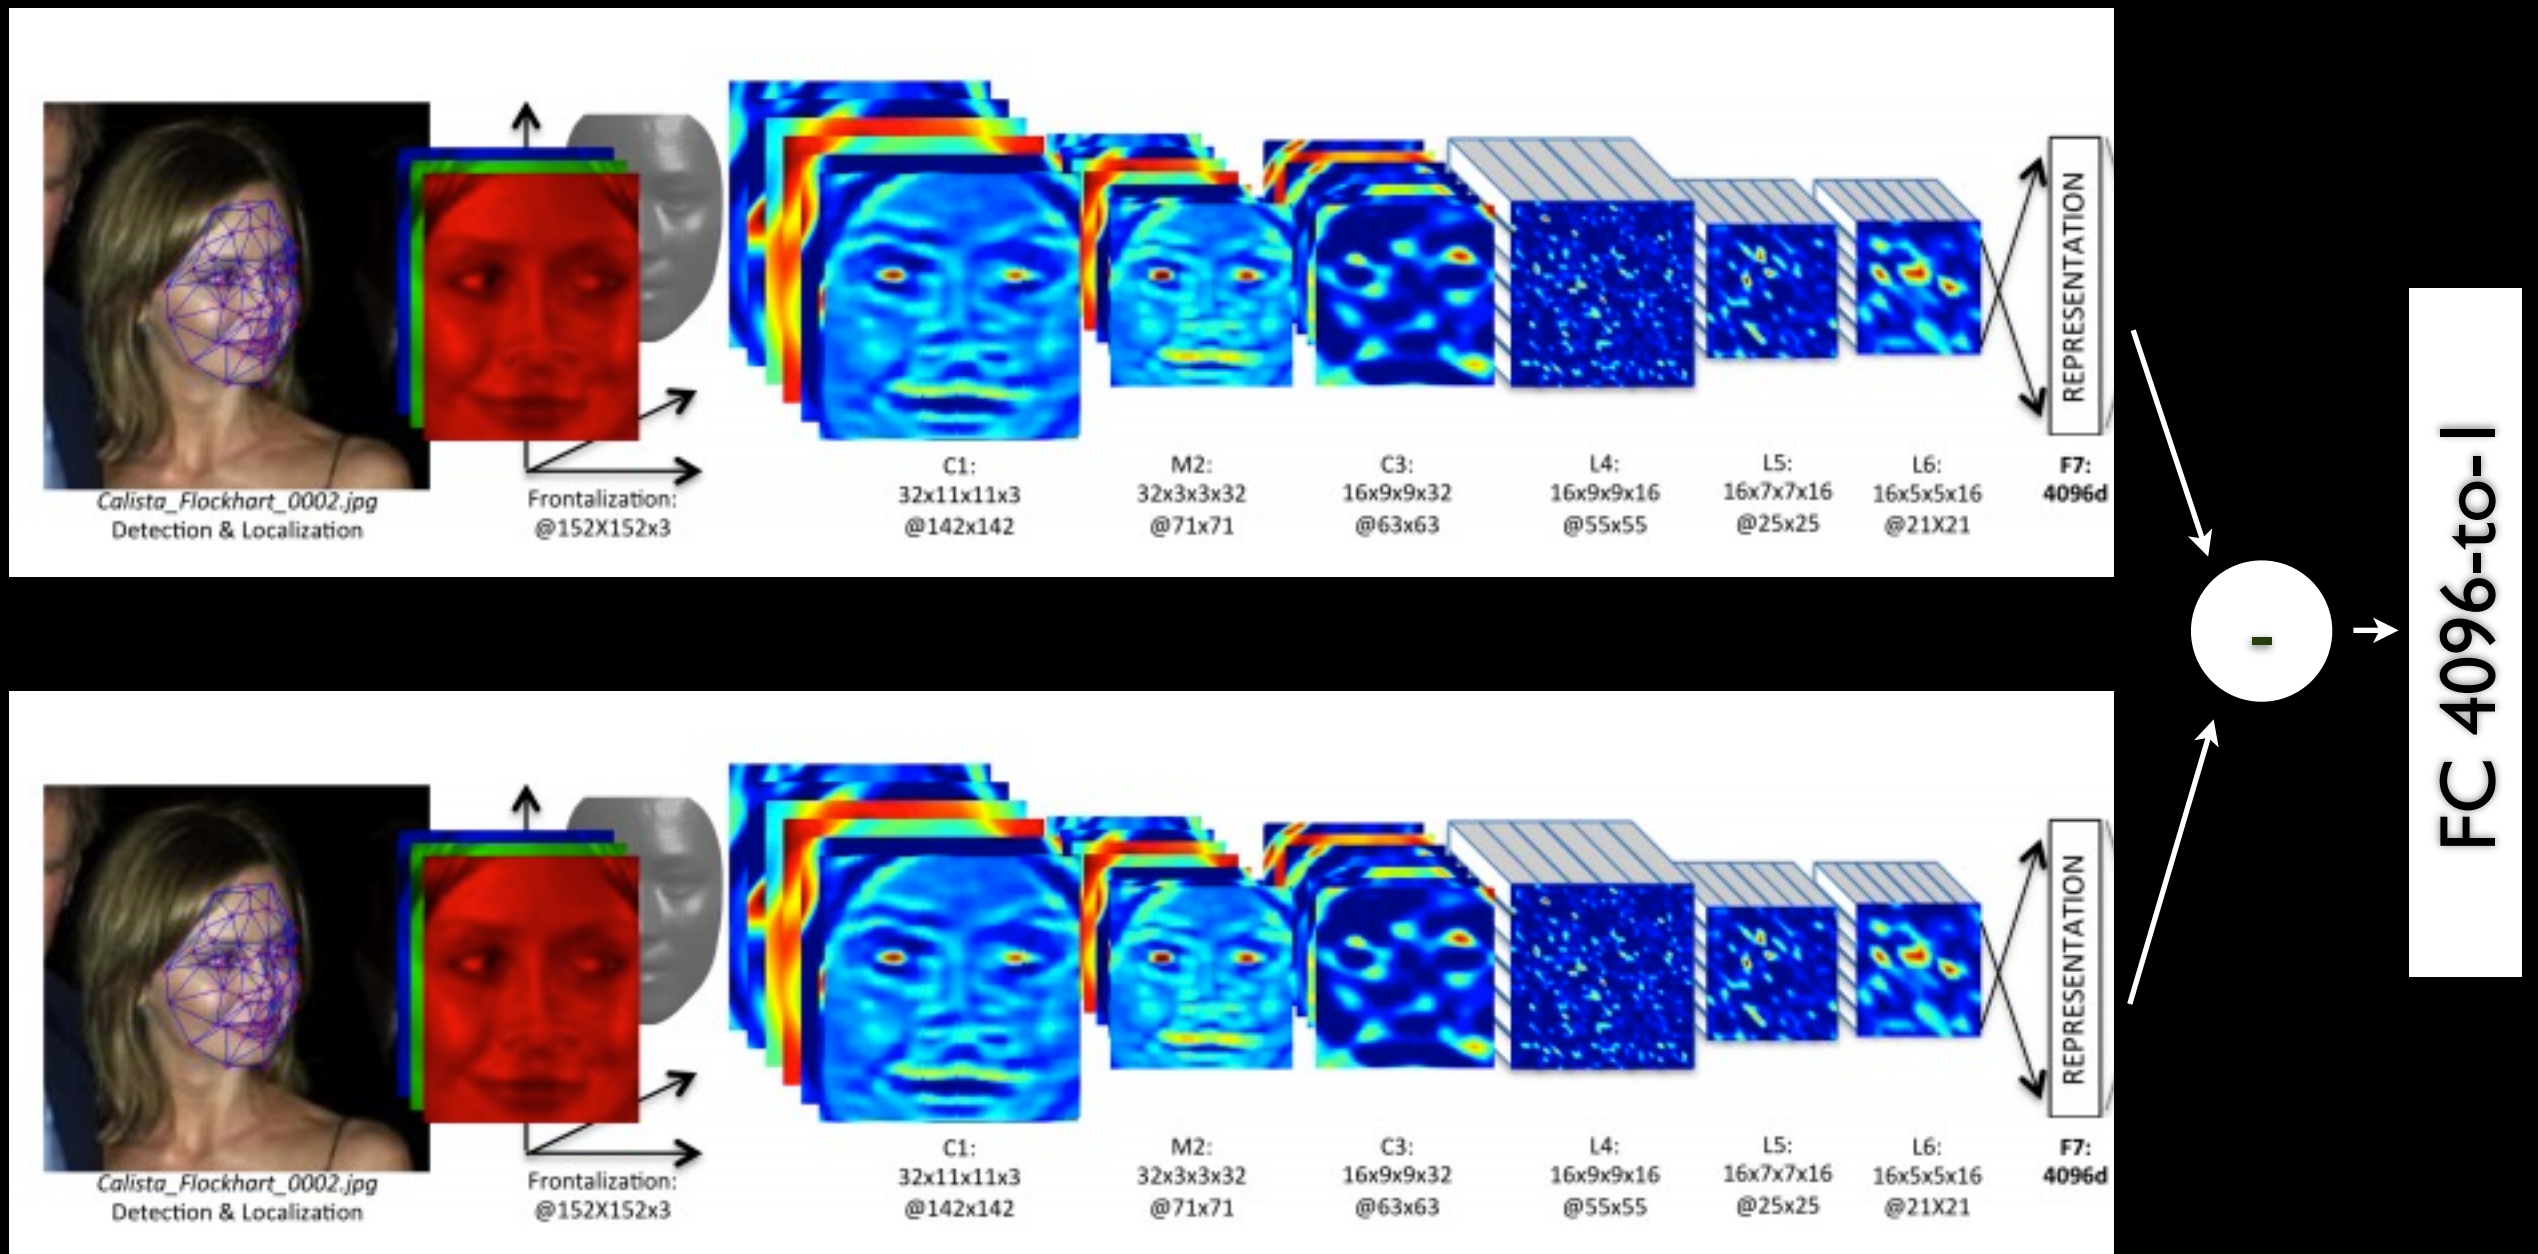 Calista_Flockhart_0002.jpg
Detection & Localization
Frontalization:
@152X152x3
C1:
32x11x11x3
@142x142
M2:
32x3x3x32
@71x71
C3:
16x9x9x32
@63x63
L4:
16x9x9x16
@55x55
L5:
16x7x7x16
@25x25
L6:
16x5x5x16
@21X21
REPRESENTATION
F7:
4096d
-
FC 4096-to-1
Calista_Flockhart_0002.jpg
Detection & Localization
Frontalization:
@152X152x3
C1:
32x11x11x3
@142x142
M2:
32x3x3x32
@71x71
C3:
16x9x9x32
@63x63
L4:
16x9x9x16
@55x55
L5:
16x7x7x16
@25x25
L6:
16x5x5x16
@21X21
REPRESENTATION
F7:
4096d